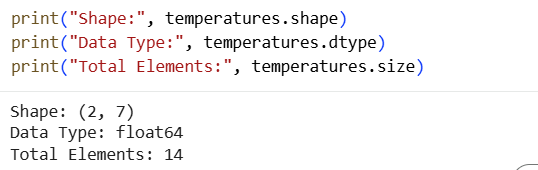 print("Shape:", temperatures.shape)
print("Data Type:", temperatures.dtype)
print("Total Elements:", temperatures.size)
Shape: (2, 7)
Data Type: float64
Total Elements: 14